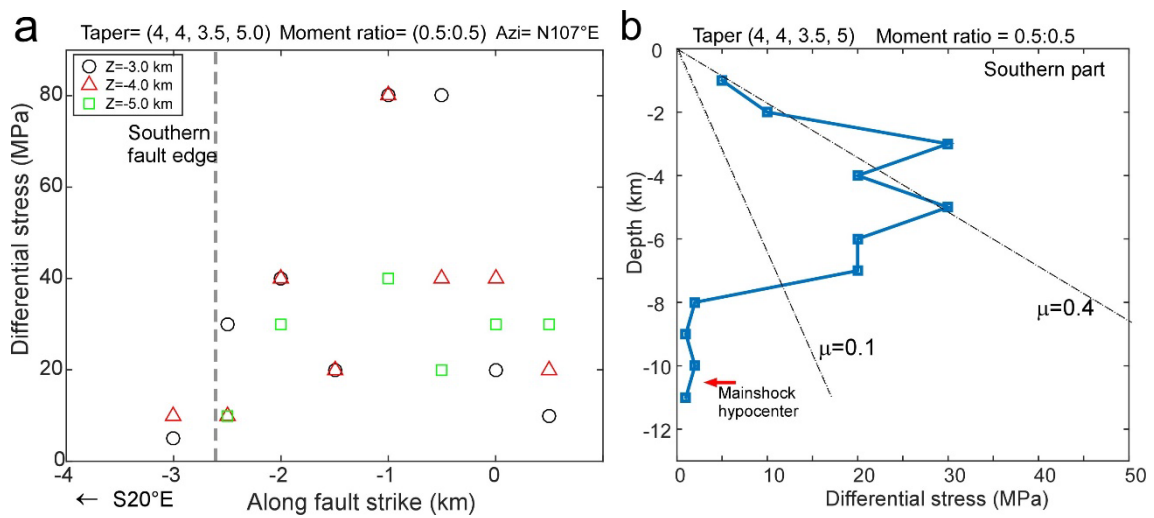 a
Taper= (4, 4, 3.5, 5.0) Moment ratio= (0.5:0.5) Azi= N107°E
Z=-3.0 km
Z=-4.0 km
Z=-5.0 km
Southern
fault edge
Differential stress (MPa)
80
60
40
20
0
-4
-3
-2
-1
0
← S20°E
Along fault strike (km)
b
Taper (4, 4, 3.5, 5) Moment ratio = 0.5:0.5
Southern part
Depth (km)
0
-2
-4
-6
-8
-10
-12
μ=0.4
μ=0.1
Mainshock
hypocenter
0
10
20
30
40
50
Differential stress (MPa)